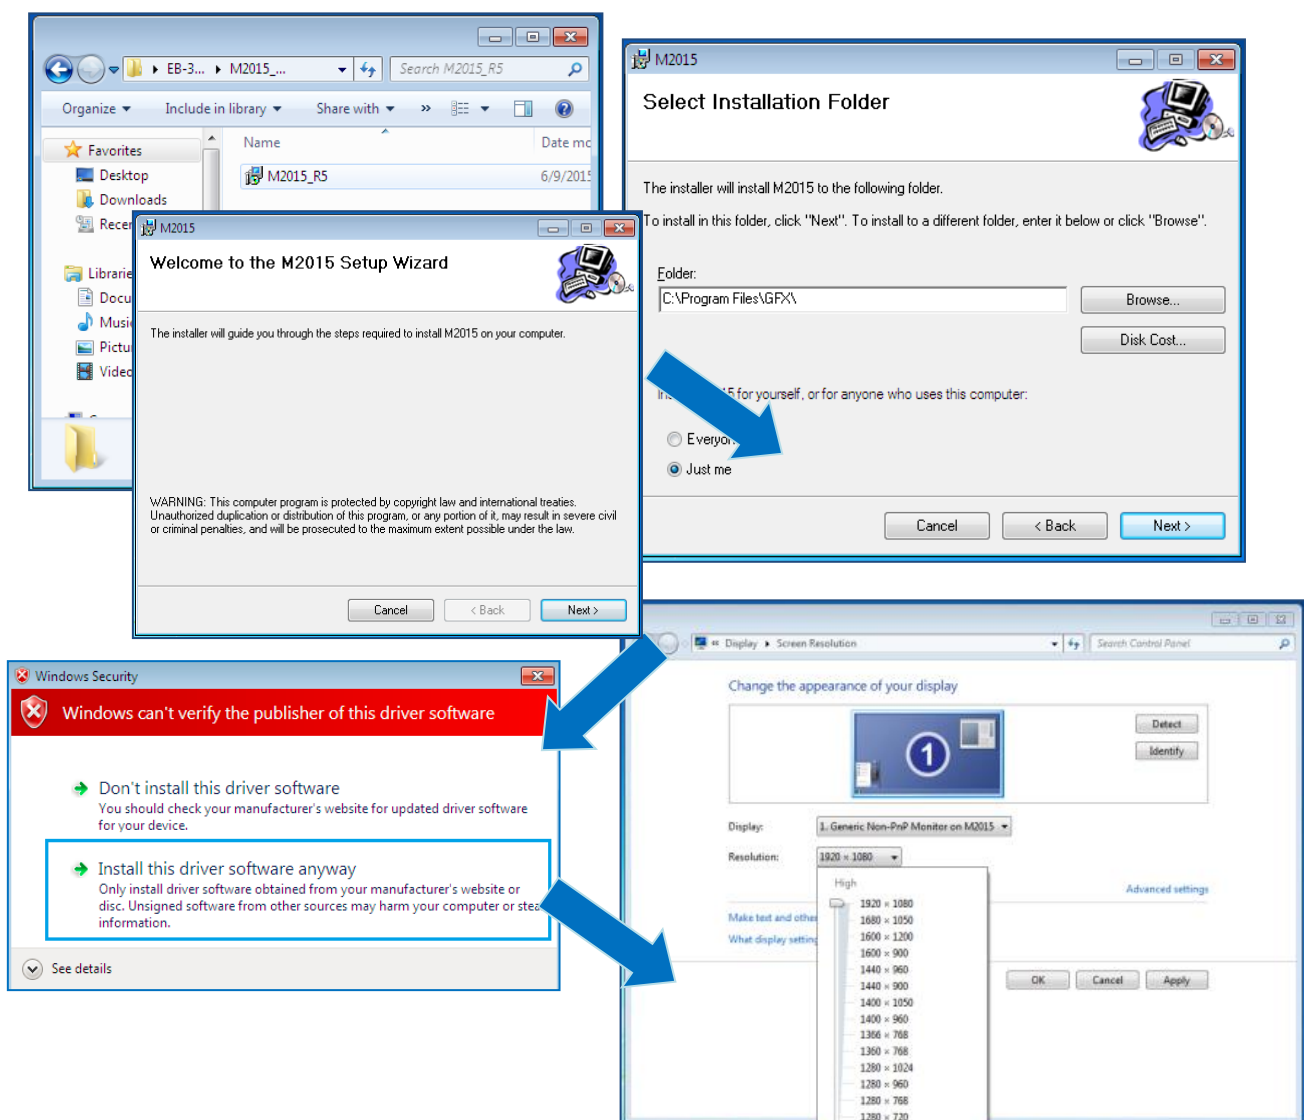 EB-3... M2015_... Search M2015_R5
Organize Include in library Share with »
Favorites
Desktop
Downloads
Recen
Librarie
Docu
Music
Pictu
Video
Name Date mo
M2015_R5 6/9/2015
M2015
Welcome to the M2015 Setup Wizard
The installer will guide you through the steps required to install M2015 on your computer.
WARNING: This computer program is protected by copyright law and international treaties.
Unauthorized duplication or distribution of this program, or any portion of it, may result in severe civil
or criminal penalties, and will be prosecuted to the maximum extent possible under the law.
Cancel < Back Next >
M2015
Select Installation Folder
The installer will install M2015 to the following folder.
To install in this folder, click "Next". To install to a different folder, enter it below or click "Browse".
Folder:
C:\Program Files\GFX\
Browse...
Disk Cost...
15 for yourself, or for anyone who uses this computer:
Everyon
Just me
Cancel < Back Next >
Windows Security
Windows can't verify the publisher of this driver software
Don't install this driver software
You should check your manufacturer's website for updated driver software
for your device.
Install this driver software anyway
Only install driver software obtained from your manufacturer's website or
disc. Unsigned software from other sources may harm your computer or stea
information.
See details
« Display Screen Resolution Search Control Panel
Change the appearance of your display
1
Detect
Identify
Display: 1. Generic Non-PnP Monitor on M2015
Resolution: 1920 × 1080
High
1920 × 1080
1680 × 1050
1600 × 1200
1600 × 900
1440 × 960
1440 × 900
1400 × 1050
1400 × 960
1366 × 768
1360 × 768
1280 × 1024
1280 × 960
1280 × 768
1280 × 720
Advanced settings
Make text and other
What display setting
OK Cancel Apply